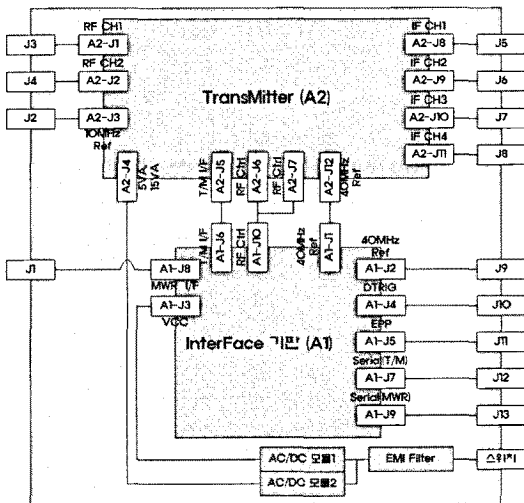 RF CH1
J3
A2-J1
RF CH2
J4
A2-J2
J2
A2-J3
10MHz
Ref
TransMitter (A2)
IF CH1
A2-J8
J5
IF CH2
A2-J9
J6
IF CH3
A2-J10
J7
IF CH4
A2-J11
J8
A2-J4
5VA,
15VA
T/M I/F
A2-J5
RF Ctrl
A2-J6
RF Ctrl
A2-J7
A2-J12
40MHz
Ref
T/M I/F
A1-J6
RF Ctrl
A1-J10
40MHz
Ref
A1-J1
J1
A1-J8
MWR I/F
A1-J3
VCC
InterFace 기판 (A1)
40MHz
Ref
A1-J2
J9
DTRIG
A1-J4
J10
EPP
A1-J5
J11
Serial(T/M)
A1-J7
J12
Serial(MWR)
A1-J9
J13
AC/DC 모듈1
AC/DC 모듈2
EMI Filter
스위치